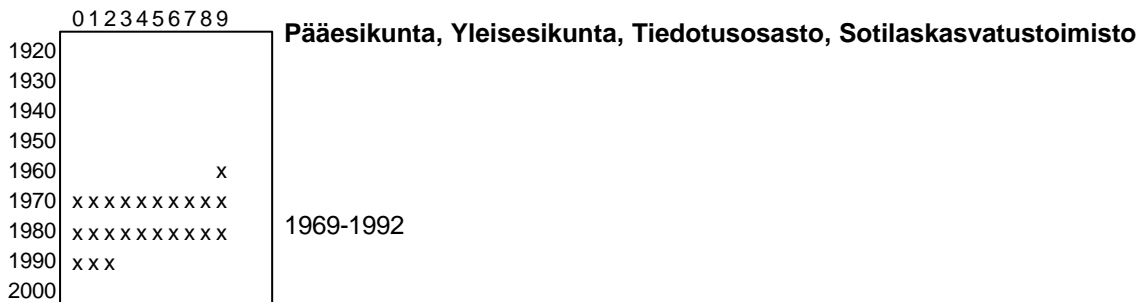 0123456789
Pääesikunta, Yleisesikunta, Tiedotusosasto, Sotilaskasvatustoimisto
1920
1930
1940
1950
1960 x
1970 xxxxxxxxxx
1980 xxxxxxxxxx 1969-1992
1990 xxx
2000